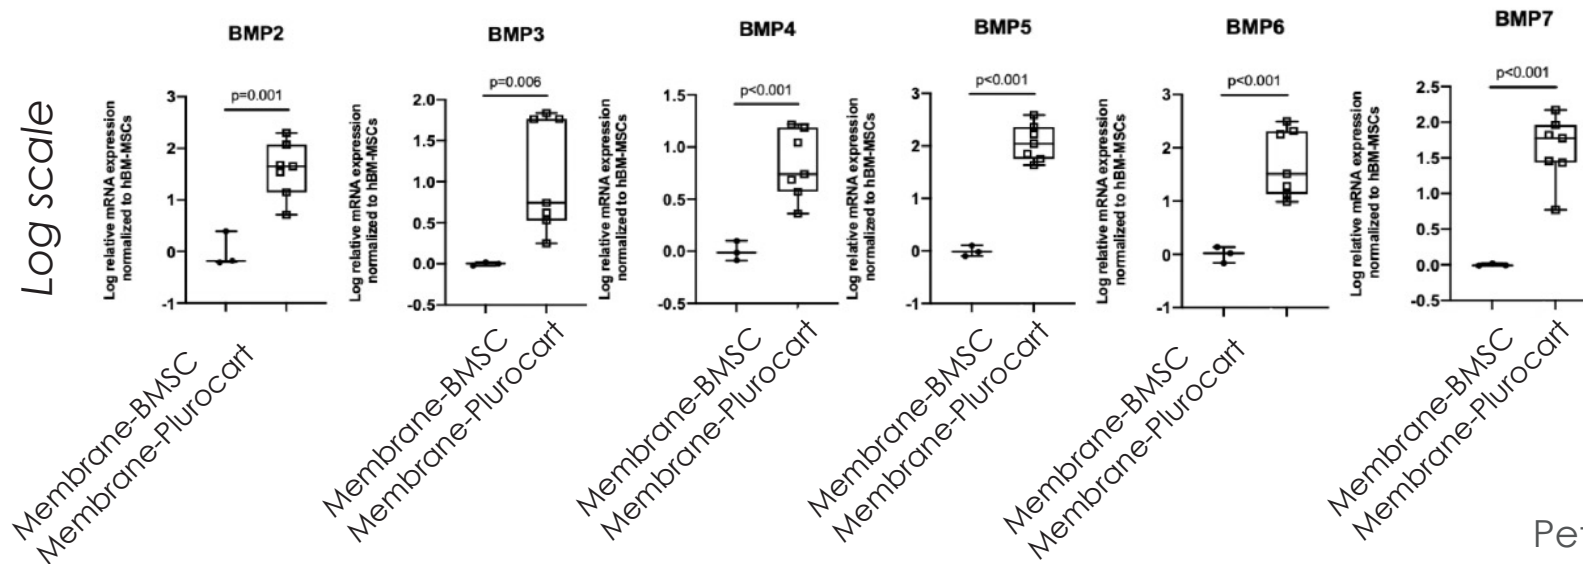 Log scale
BMP2
p=0.001
Log relative mRNA expression
normalized to hBM-MSCs
3
2
1
0
-1
Membrane-BMSC
Membrane-Plurocart
BMP3
p=0.006
Log relative mRNA expression
normalized to hBM-MSCs
2.0
1.5
1.0
0.5
0.0
-0.5
Membrane-BMSC
Membrane-Plurocart
BMP4
p<0.001
Log relative mRNA expression
normalized to hBM-MSCs
1.5
1.0
0.5
0.0
-0.5
Membrane-BMSC
Membrane-Plurocart
BMP5
p<0.001
Log relative mRNA expression
normalized to hBM-MSCs
3
2
1
0
-1
Membrane-BMSC
Membrane-Plurocart
BMP6
p<0.001
Log relative mRNA expression
normalized to hBM-MSCs
3
2
1
0
-1
Membrane-BMSC
Membrane-Plurocart
BMP7
p<0.001
Log relative mRNA expression
normalized to hBM-MSCs
2.5
2.0
1.5
1.0
0.5
0.0
-0.5
Membrane-BMSC
Membrane-Plurocart